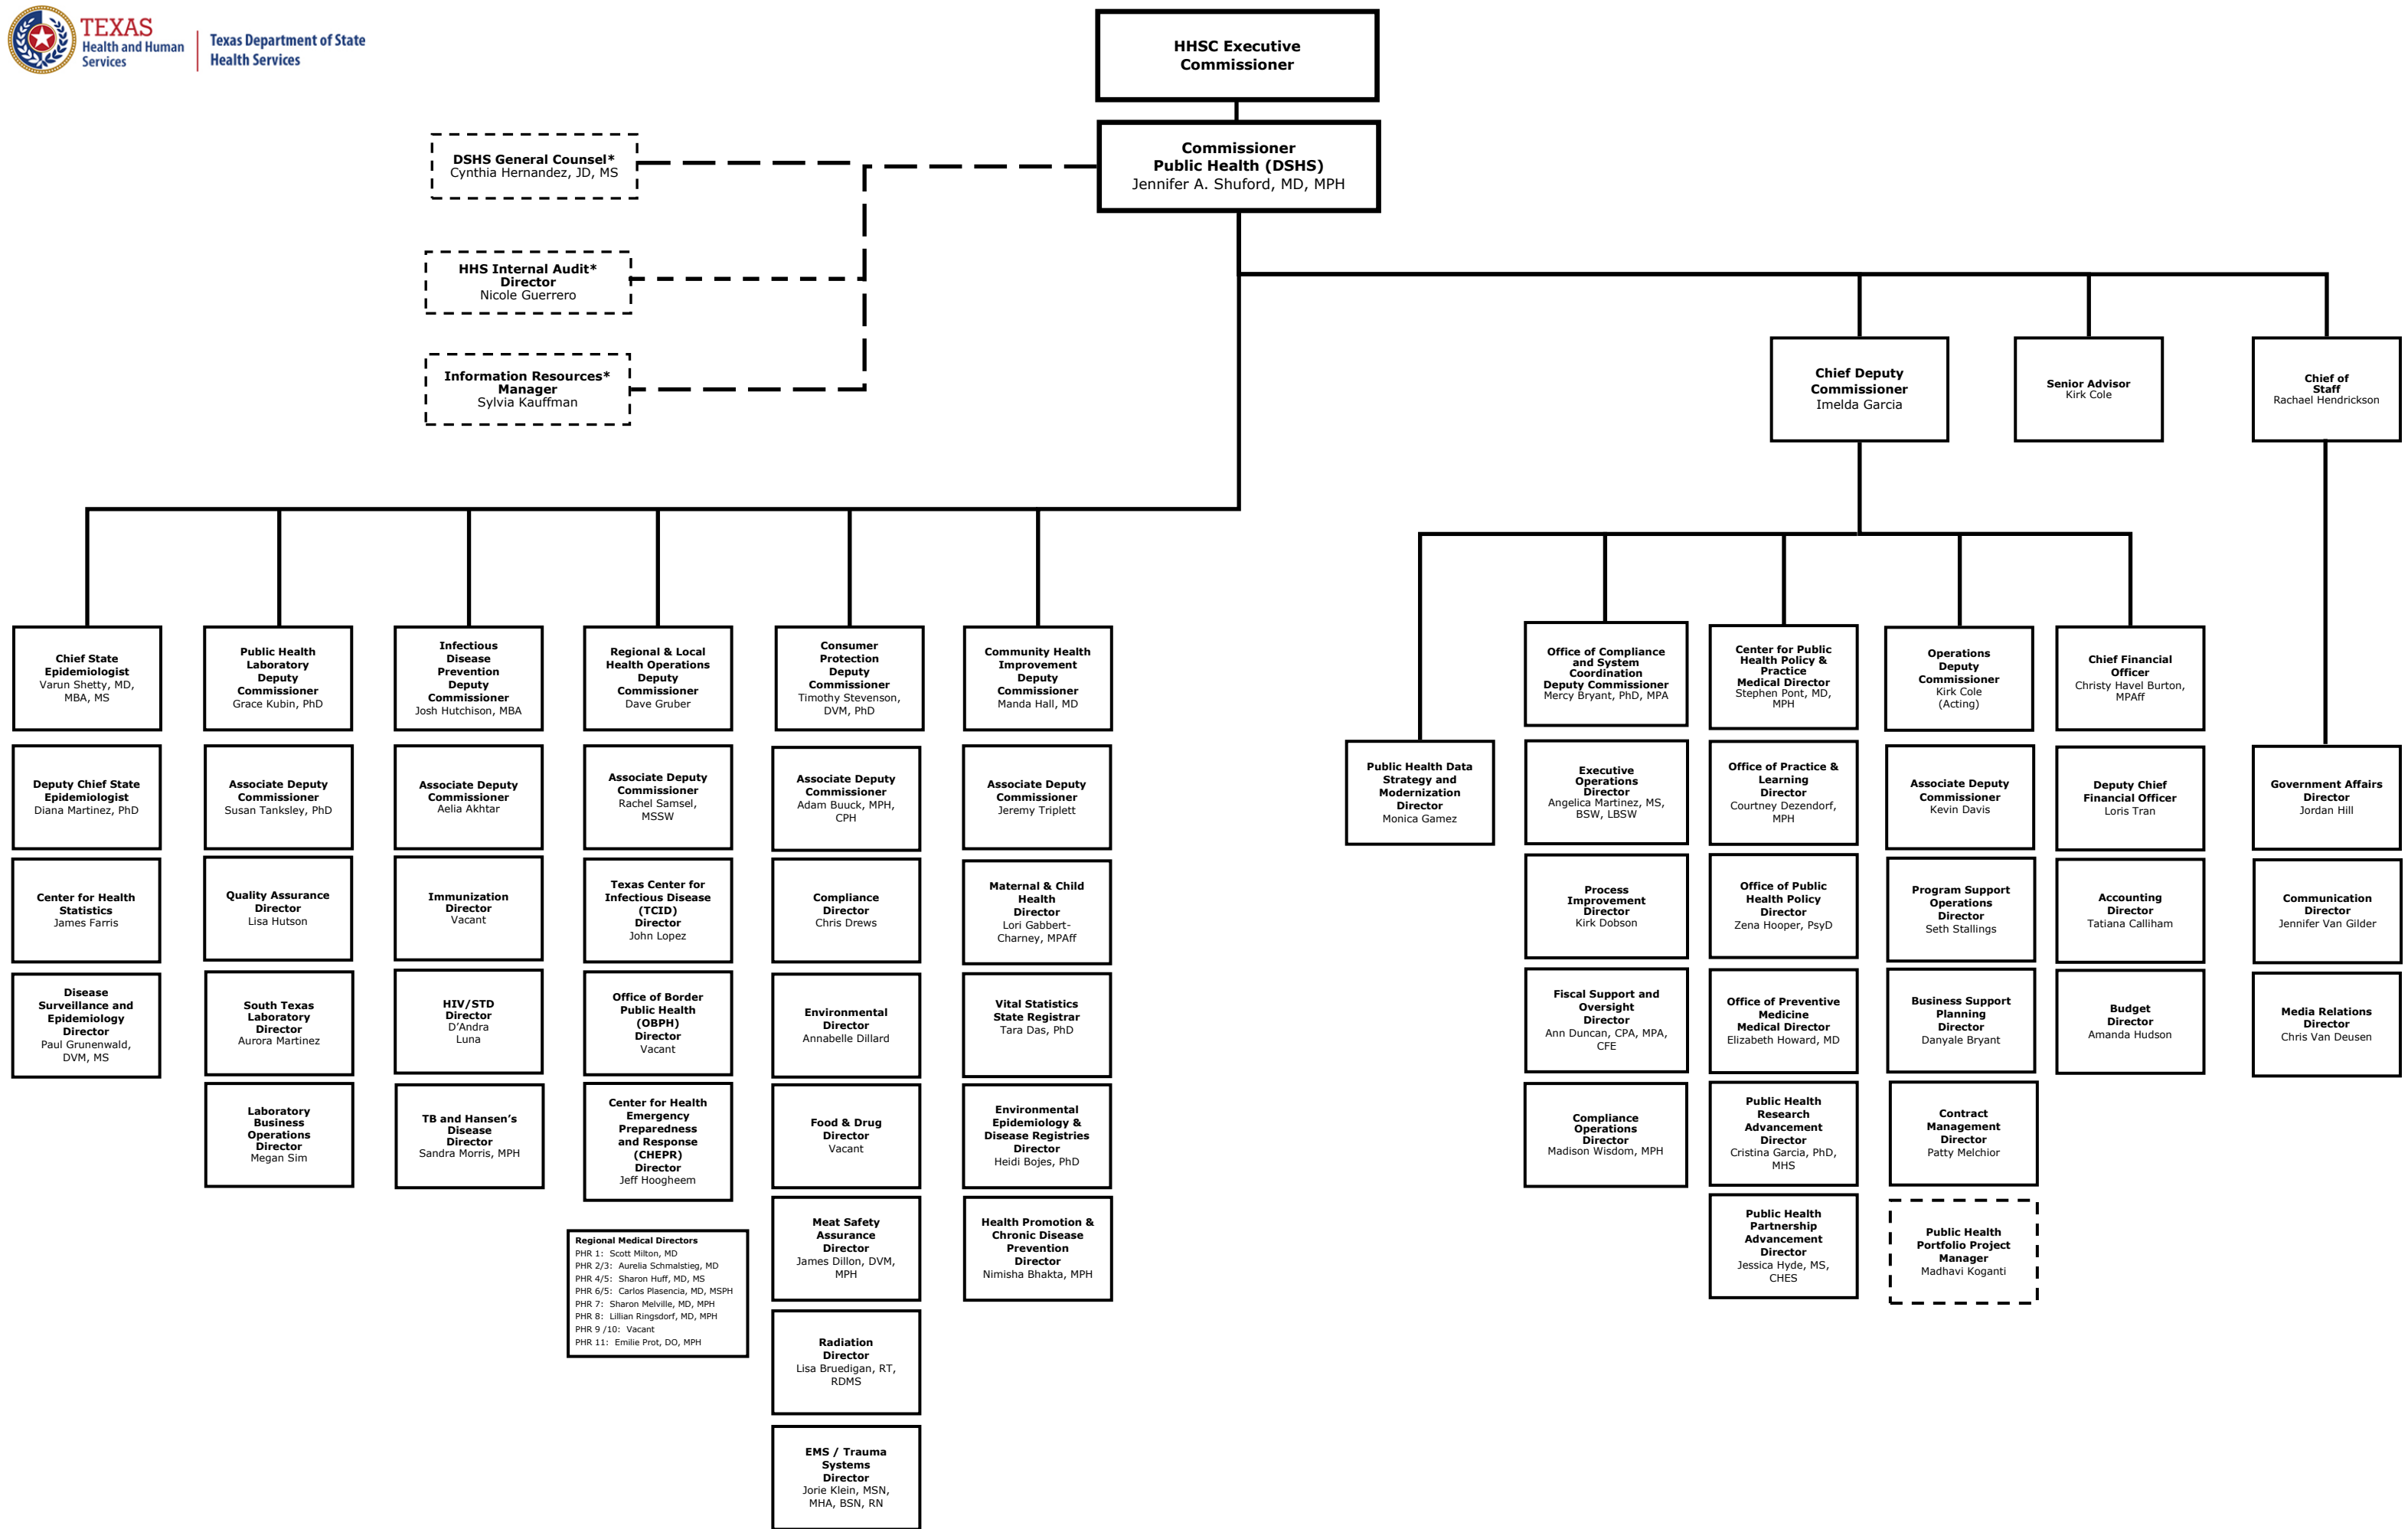 TEXAS
Health and Human
Services
Texas Department of State
Health Services
HHSC Executive
Commissioner
Commissioner
Public Health (DSHS)
Jennifer A. Shuford, MD, MPH
DSHS General Counsel*
Cynthia Hernandez, JD, MS
HHS Internal Audit*
Director
Nicole Guerrero
Information Resources*
Manager
Sylvia Kauffman
Chief Deputy
Commissioner
Imelda Garcia
Senior Advisor
Kirk Cole
Chief of
Staff
Rachael Hendrickson
Chief State
Epidemiologist
Varun Shetty, MD,
MBA, MS
Deputy Chief State
Epidemiologist
Diana Martinez, PhD
Center for Health
Statistics
James Farris
Disease
Surveillance and
Epidemiology
Director
Paul Grunenwald,
DVM, MS
Public Health
Laboratory
Deputy
Commissioner
Grace Kubin, PhD
Associate Deputy
Commissioner
Susan Tanksley, PhD
Quality Assurance
Director
Lisa Hutson
South Texas
Laboratory
Director
Aurora Martinez
Laboratory
Business
Operations
Director
Megan Sim
Infectious
Disease
Prevention
Deputy
Commissioner
Josh Hutchison, MBA
Associate Deputy
Commissioner
Aelia Akhtar
Immunization
Director
Vacant
HIV/STD
Director
D’Andra
Luna
TB and Hansen’s
Disease
Director
Sandra Morris, MPH
Regional & Local
Health Operations
Deputy
Commissioner
Dave Gruber
Associate Deputy
Commissioner
Rachel Samsel,
MSSW
Texas Center for
Infectious Disease
(TCID)
Director
John Lopez
Office of Border
Public Health
(OBPH)
Director
Vacant
Center for Health
Emergency
Preparedness
and Response
(CHEPR)
Director
Jeff Hoogheem
Regional Medical Directors
PHR 1: Scott Milton, MD
PHR 2/3: Aurelia Schmalstieg, MD
PHR 4/5: Sharon Huff, MD, MS
PHR 6/5: Carlos Plasencia, MD, MSPH
PHR 7: Sharon Melville, MD, MPH
PHR 8: Lillian Ringsdorf, MD, MPH
PHR 9 /10: Vacant
PHR 11: Emilie Prot, DO, MPH
Consumer
Protection
Deputy
Commissioner
Timothy Stevenson,
DVM, PhD
Associate Deputy
Commissioner
Adam Buuck, MPH,
CPH
Compliance
Director
Chris Drews
Environmental
Director
Annabelle Dillard
Food & Drug
Director
Vacant
Meat Safety
Assurance
Director
James Dillon, DVM,
MPH
Radiation
Director
Lisa Bruedigan, RT,
RDMS
EMS / Trauma
Systems
Director
Jorie Klein, MSN,
MHA, BSN, RN
Community Health
Improvement
Deputy
Commissioner
Manda Hall, MD
Associate Deputy
Commissioner
Jeremy Triplett
Maternal & Child
Health
Director
Lori Gabbert-
Charney, MPAff
Vital Statistics
State Registrar
Tara Das, PhD
Environmental
Epidemiology &
Disease Registries
Director
Heidi Bojes, PhD
Health Promotion &
Chronic Disease
Prevention
Director
Nimisha Bhakta, MPH
Public Health Data
Strategy and
Modernization
Director
Monica Gamez
Office of Compliance
and System
Coordination
Deputy Commissioner
Mercy Bryant, PhD, MPA
Executive
Operations
Director
Angelica Martinez, MS,
BSW, LBSW
Process
Improvement
Director
Kirk Dobson
Fiscal Support and
Oversight
Director
Ann Duncan, CPA, MPA,
CFE
Compliance
Operations
Director
Madison Wisdom, MPH
Center for Public
Health Policy &
Practice
Medical Director
Stephen Pont, MD,
MPH
Office of Practice &
Learning
Director
Courtney Dezendorf,
MPH
Office of Public
Health Policy
Director
Zena Hooper, PsyD
Office of Preventive
Medicine
Medical Director
Elizabeth Howard, MD
Public Health
Research
Advancement
Director
Cristina Garcia, PhD,
MHS
Public Health
Partnership
Advancement
Director
Jessica Hyde, MS,
CHES
Operations
Deputy
Commissioner
Kirk Cole
(Acting)
Associate Deputy
Commissioner
Kevin Davis
Program Support
Operations
Director
Seth Stallings
Business Support
Planning
Director
Danyale Bryant
Contract
Management
Director
Patty Melchior
Public Health
Portfolio Project
Manager
Madhavi Koganti
Chief Financial
Officer
Christy Havel Burton,
MPAff
Deputy Chief
Financial Officer
Loris Tran
Accounting
Director
Tatiana Calliham
Budget
Director
Amanda Hudson
Government Affairs
Director
Jordan Hill
Communication
Director
Jennifer Van Gilder
Media Relations
Director
Chris Van Deusen